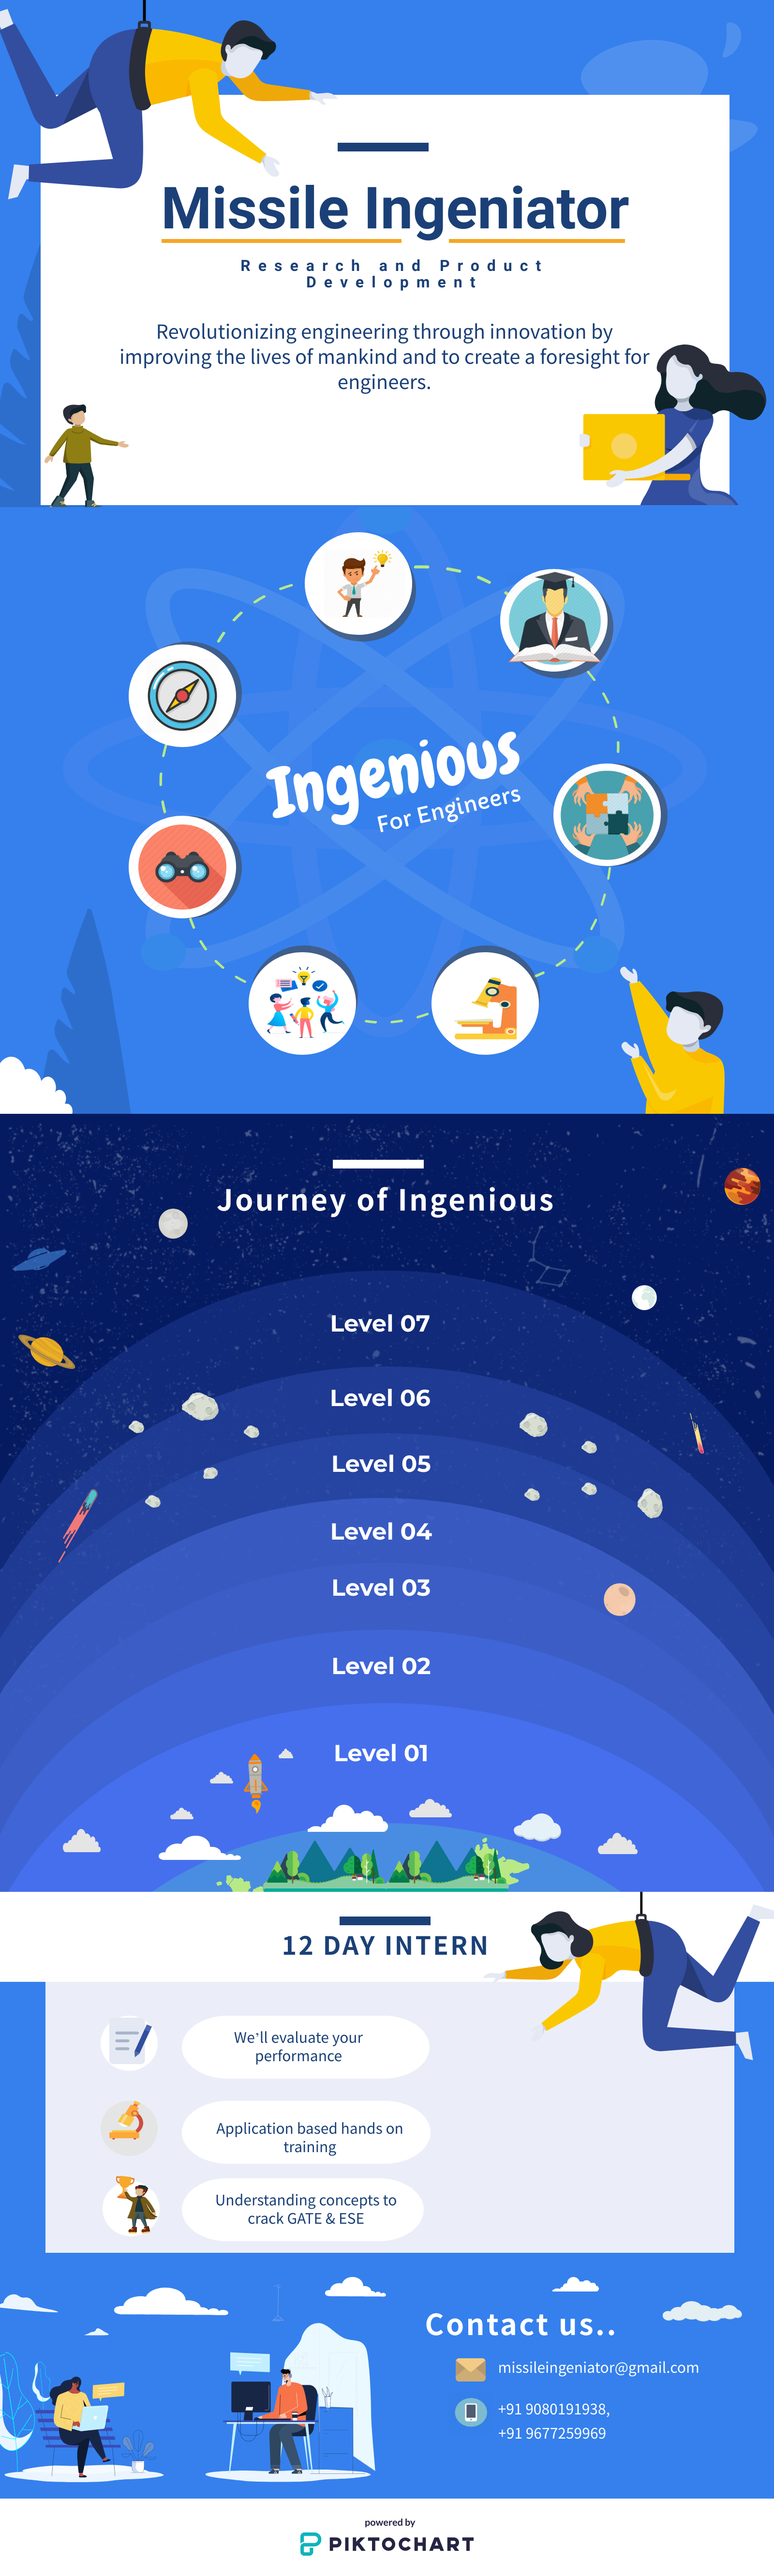 Missile Ingeniator
Research and Product
Development
Revolutionizing engineering through innovation by
improving the lives of mankind and to create a foresight for
engineers.
Ingenious
For Engineers
Journey of Ingenious
Level 07
Level 06
Level 05
Level 04
Level 03
Level 02
Level 01
12 DAY INTERN
We'll evaluate your
performance
Application based hands on
training
Understanding concepts to
crack GATE & ESE
Contact us..
missileingeniator@gmail.com
+91 9080191938,
+91 9677259969
powered by
PIKTOCHART